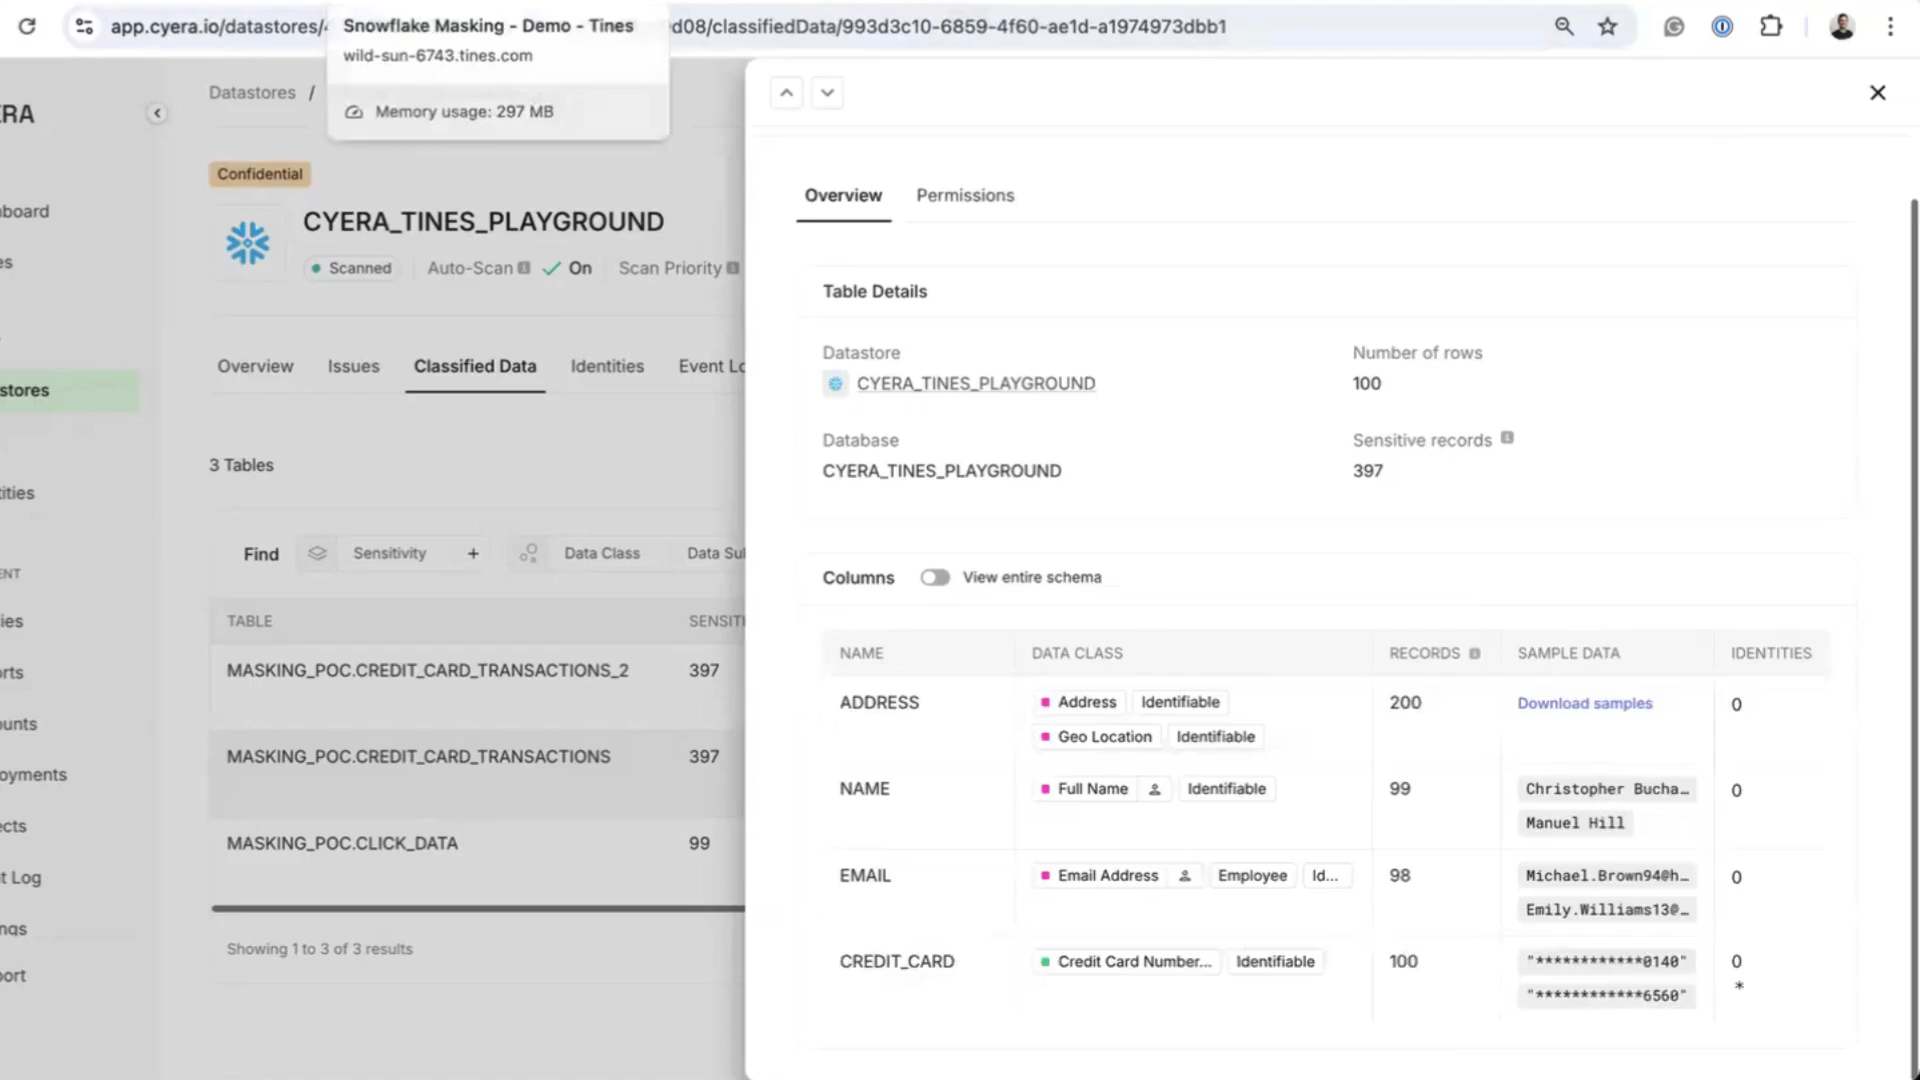 app.cyera.io/datastores/
d08/classifiedData/993d3c10-6859-4f60-ae1d-a1974973dbb1
Snowflake Masking - Demo - Tines
wild-sun-6743.tines.com
Memory usage: 297 MB
ERA
Datastores /
Confidential
CYERA_TINES_PLAYGROUND
Scanned
Auto-Scan
On
Scan Priority
Overview
Issues
Classified Data
Identities
Event Lo
3 Tables
Find
Sensitivity
+
Data Class
Data Su
TABLE
SENSITI
MASKING_POC.CREDIT_CARD_TRANSACTIONS_2
397
MASKING_POC.CREDIT_CARD_TRANSACTIONS
397
MASKING_POC.CLICK_DATA
99
Showing 1 to 3 of 3 results
board
es
stores
tities
ENT
ies
rts
unts
oyments
ects
t Log
ngs
port
Overview
Permissions
Table Details
Datastore
CYERA_TINES_PLAYGROUND
Number of rows
100
Database
CYERA_TINES_PLAYGROUND
Sensitive records
397
Columns
View entire schema
NAME
DATA CLASS
RECORDS
SAMPLE DATA
IDENTITIES
ADDRESS
Address
Identifiable
Geo Location
Identifiable
200
Download samples
0
NAME
Full Name
Identifiable
99
Christopher Bucha…
Manuel Hill
0
EMAIL
Email Address
Employee
Id...
98
Michael.Brown94@h…
Emily.Williams13@…
0
CREDIT_CARD
Credit Card Number...
Identifiable
100
"************0140"
"************6560"
0
*